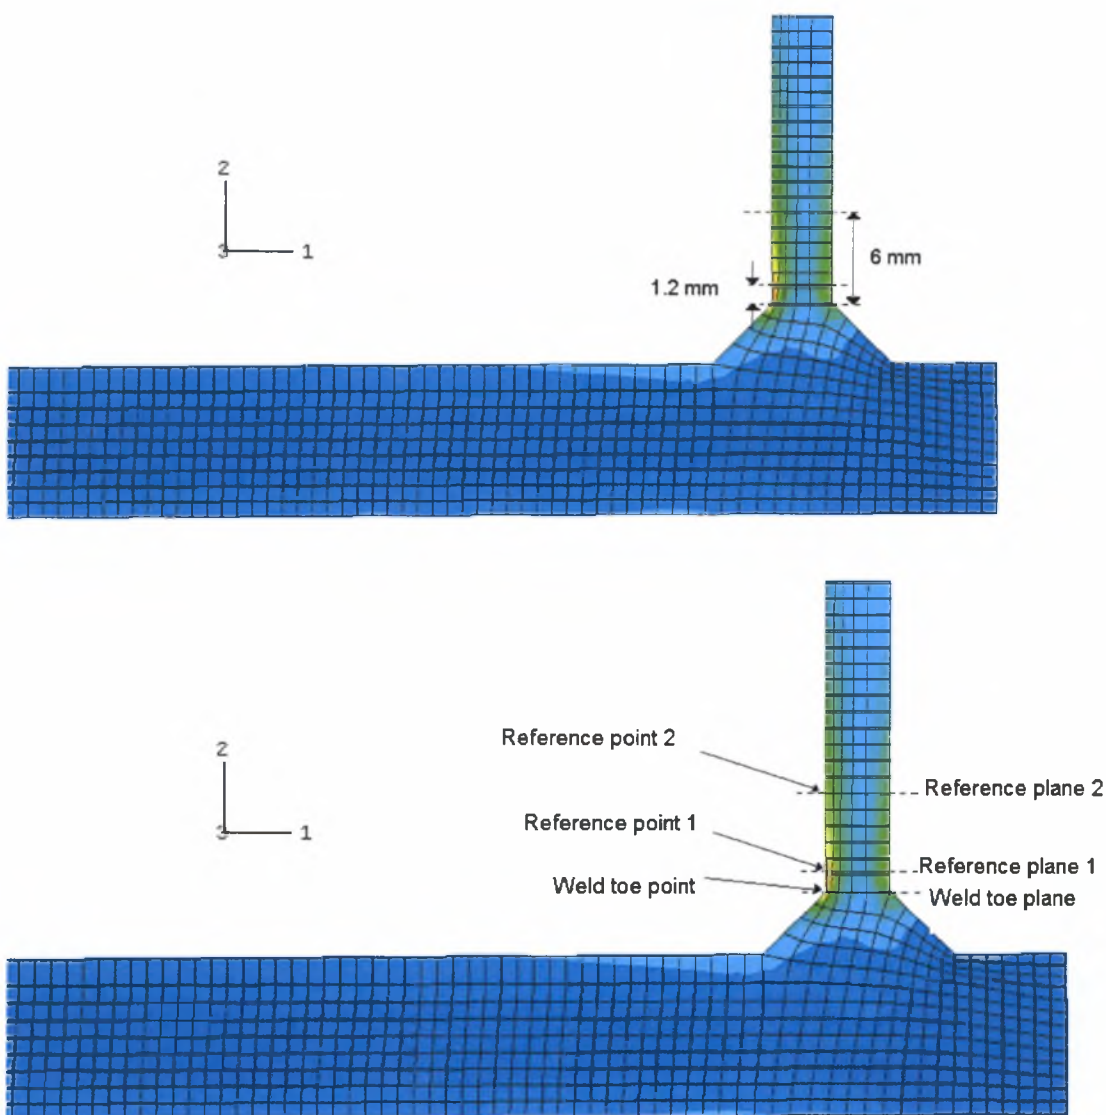 2
3
1
6 mm
1.2 mm
2
Reference point 2
Reference plane 2
Reference point 1
3
1
Reference plane 1
Weld toe point
Weld toe plane